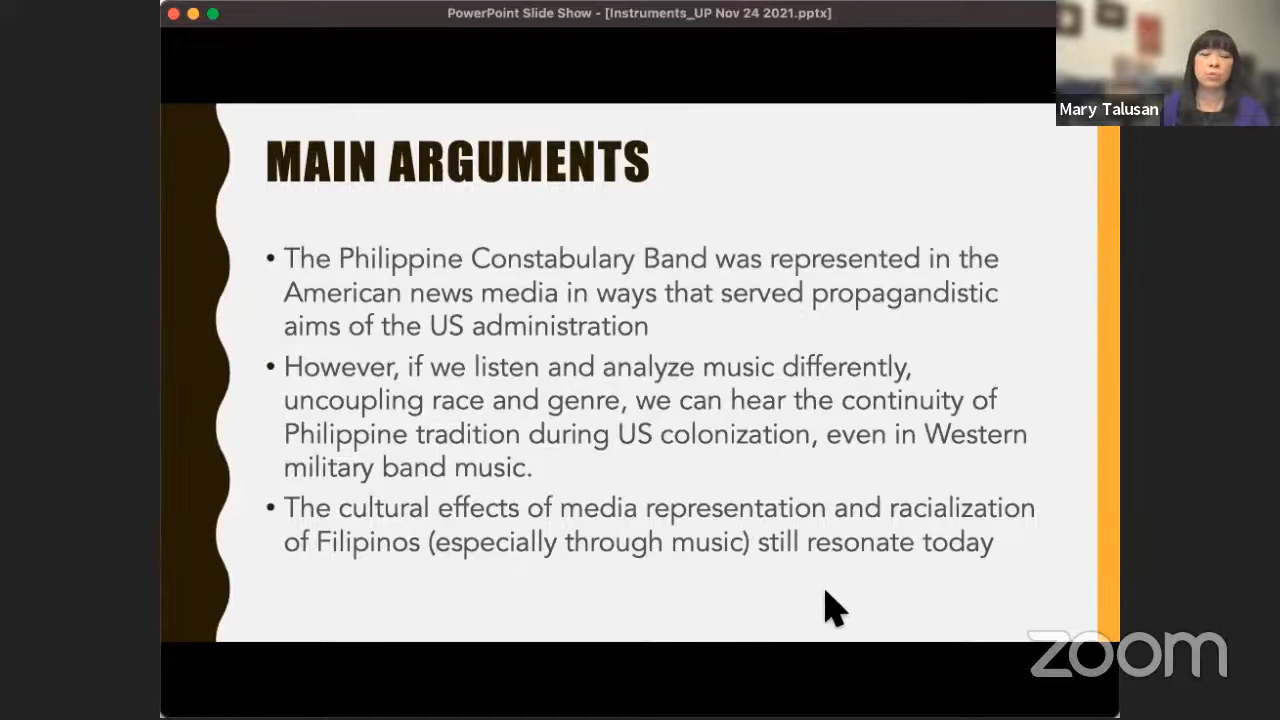 PowerPoint Slide Show - [Instruments_UP Nov 24 2021.pptx]
Mary Talusan
MAIN ARGUMENTS
• The Philippine Constabulary Band was represented in the
American news media in ways that served propagandistic
aims of the US administration
• However, if we listen and analyze music differently,
uncoupling race and genre, we can hear the continuity of
Philippine tradition during US colonization, even in Western
military band music.
• The cultural effects of media representation and racialization
of Filipinos (especially through music) still resonate today
zoom